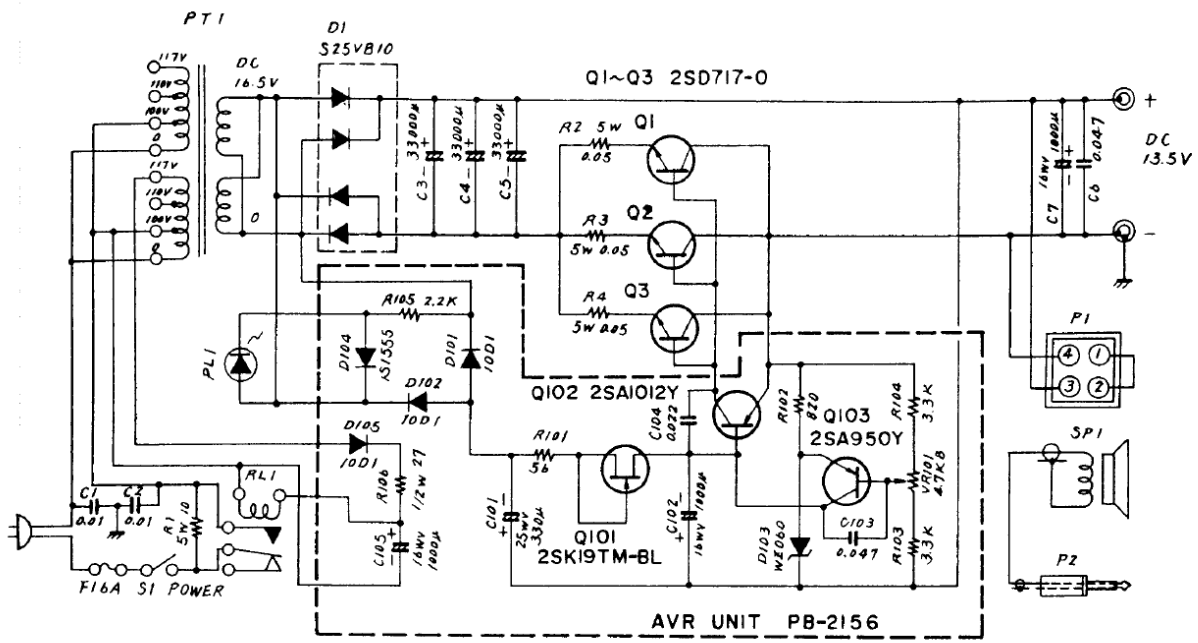 PT1
117V
110V
100V
0
117V
110V
100V
0
DC
16.5V
0
D1
S25VB10
33000μ
C3
33000μ
C4
33000μ
C5
Q1~Q3 2SD717-O
R2 5W
0.05
Q1
R3
5W 0.05
Q2
R4
5W 0.05
Q3
16WV 1000μ
C7
0.047
C6
+
DC
13.5V
-
R105 2.2K
PL1
D104
1S1555
D101
10D1
D102
10D1
D105
10D1
R106
1/2W 27
C105
16WV
1000μ
RL1
C1
0.01
C2
0.01
R1
5W 10
F16A S1 POWER
Q102 2SA1012Y
C104
0.022
R101
56
C101
25WV
330μ
Q101
2SK19TM-BL
C102
16WV 1000μ
R102
820
Q103
2SA950Y
R104
3.3K
VR101
4.7KB
C103
0.047
D103
WZ060
R103
3.3K
AVR UNIT PB-2156
P1
4 1
3 2
SP1
P2